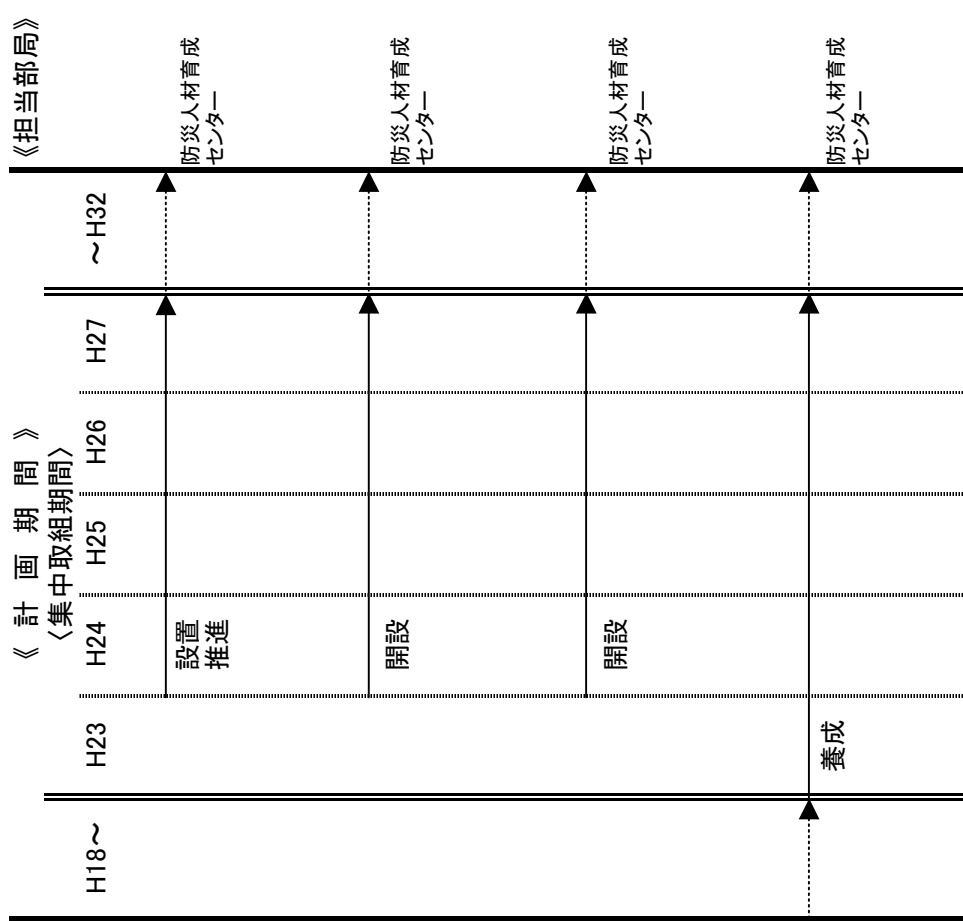 《 計 画 期 間 》
〈集中取組期間〉
《担当部局》
H18～
H23
H24
H25
H26
H27
～H32
設置
推進
防災人材育成
センター
開設
防災人材育成
センター
開設
防災人材育成
センター
養成
防災人材育成
センター